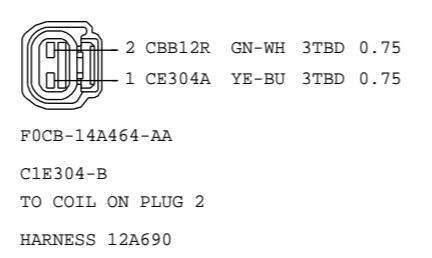 2 CBB12R GN-WH 3TBD 0.75
1 CE304A YE-BU 3TBD 0.75
F0CB-14A464-AA
C1E304-B
TO COIL ON PLUG 2
HARNESS 12A690